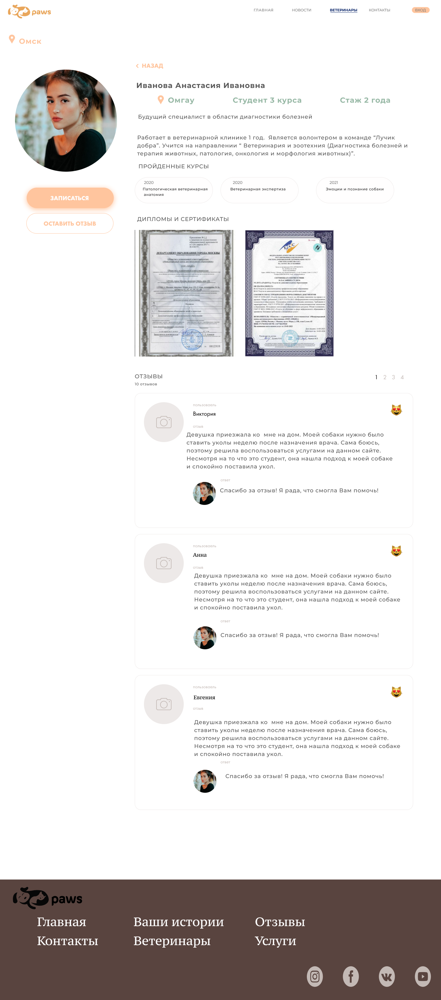 paws
ГЛАВНАЯ
НОВОСТИ
ВЕТЕРИНАРЫ
КОНТАКТЫ
ВХОД
Омск
НАЗАД
Иванова Анастасия Ивановна
Омгау
Студент 3 курса
Стаж 2 года
Будущий специалист в области диагностики болезней
Работает в ветеринарной клинике 1 год.  Является волонтером в команде “Лучик
добра”. Учится на направлении “ Ветеринария и зоотехния (Диагностика болезней и
терапия животных, патология, онкология и морфология животных)”.
ПРОЙДЕННЫЕ КУРСЫ
2020
Патологическая ветеринарная
анатомия
2020
Ветеринарная экспертиза
2021
Эмоции и познание собаки
ЗАПИСАТЬСЯ
ОСТАВИТЬ ОТЗЫВ
ДИПЛОМЫ И СЕРТИФИКАТЫ
ДЕПАРТАМЕНТ ОБРАЗОВАНИЯ ГОРОДА МОСКВЫ
Общество с ограниченной ответственностью
ООО «МЦДО»
Дополнительное образование
0012939
ЕАС
СЕРТИФИКАТ СООТВЕТСТВИЯ
ОТЗЫВЫ
10 отзывов
1 2 3 4
пользоваель
Виктория
отзыв
Девушка приезжала ко  мне на дом. Моей собаки нужно было
ставить уколы неделю после назначения врача. Сама боюсь,
поэтому решила воспользоваться услугами на данном сайте.
Несмотря на то что это студент, она нашла подход к моей собаке
и спокойно поставила укол.
ответ
Спасибо за отзыв! Я рада, что смогла Вам помочь!
пользоваель
Анна
отзыв
Девушка приезжала ко  мне на дом. Моей собаки нужно было
ставить уколы неделю после назначения врача. Сама боюсь,
поэтому решила воспользоваться услугами на данном сайте.
Несмотря на то что это студент, она нашла подход к моей собаке
и спокойно поставила укол.
ответ
Спасибо за отзыв! Я рада, что смогла Вам помочь!
пользоваель
Евгения
отзыв
Девушка приезжала ко  мне на дом. Моей собаки нужно было
ставить уколы неделю после назначения врача. Сама боюсь,
поэтому решила воспользоваться услугами на данном сайте.
Несмотря на то что это студент, она нашла подход к моей собаке
и спокойно поставила укол.
ответ
Спасибо за отзыв! Я рада, что смогла Вам помочь!
paws
Главная
Ваши истории
Отзывы
Контакты
Ветеринары
Услуги